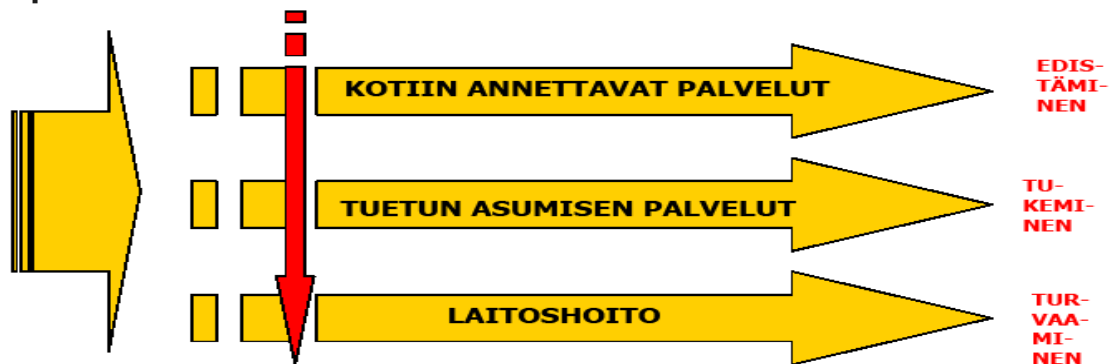 KOTIIN ANNETTAVAT PALVELUT
EDIS-
TÄMI-
NEN
TUETUN ASUMISEN PALVELUT
TU-
KEMI-
NEN
LAITOSHOITO
TUR-
VAA-
MI-
NEN